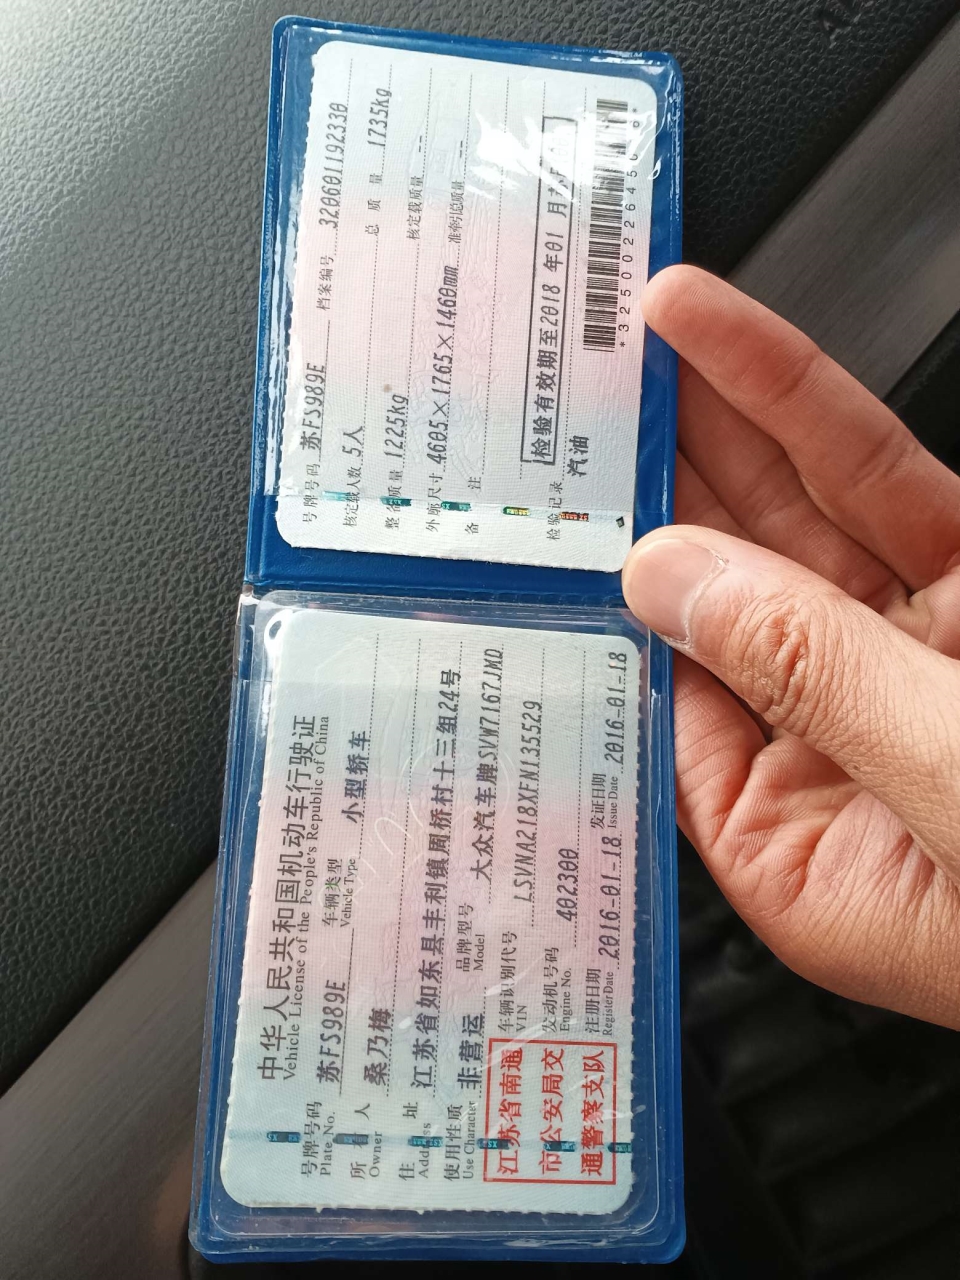 中华人民共和国机动车行驶证
Vehicle License of the People's Republic of China
号牌号码 苏FS989E 车辆类型 小型轿车
Plate No. Vehicle Type
所 人 桑乃梅
Owner
住 址 江苏省如东县丰利镇周桥村十三组24号
Address
使用性质 非营运 品牌型号 大众汽车牌SVW7167JMD
Use Character Model
江苏省南通
市公安局交
通警察支队
车辆识别代号 LSVNA218XFN135529
VIN
发动机号码 402300
Engine No.
注册日期 2016-01-18 发证日期 2016-01-18
Register Date Issue Date
号牌号码 苏FS989E 档案编号 320601192330
核定载人数 5人 总质量 1735kg
整备质量 1225kg 核定载质量 --
外廓尺寸 4605×1765×1460mm 准牵引总质量 --
备 注
检验有效期至2018年01月
检验记录 汽油